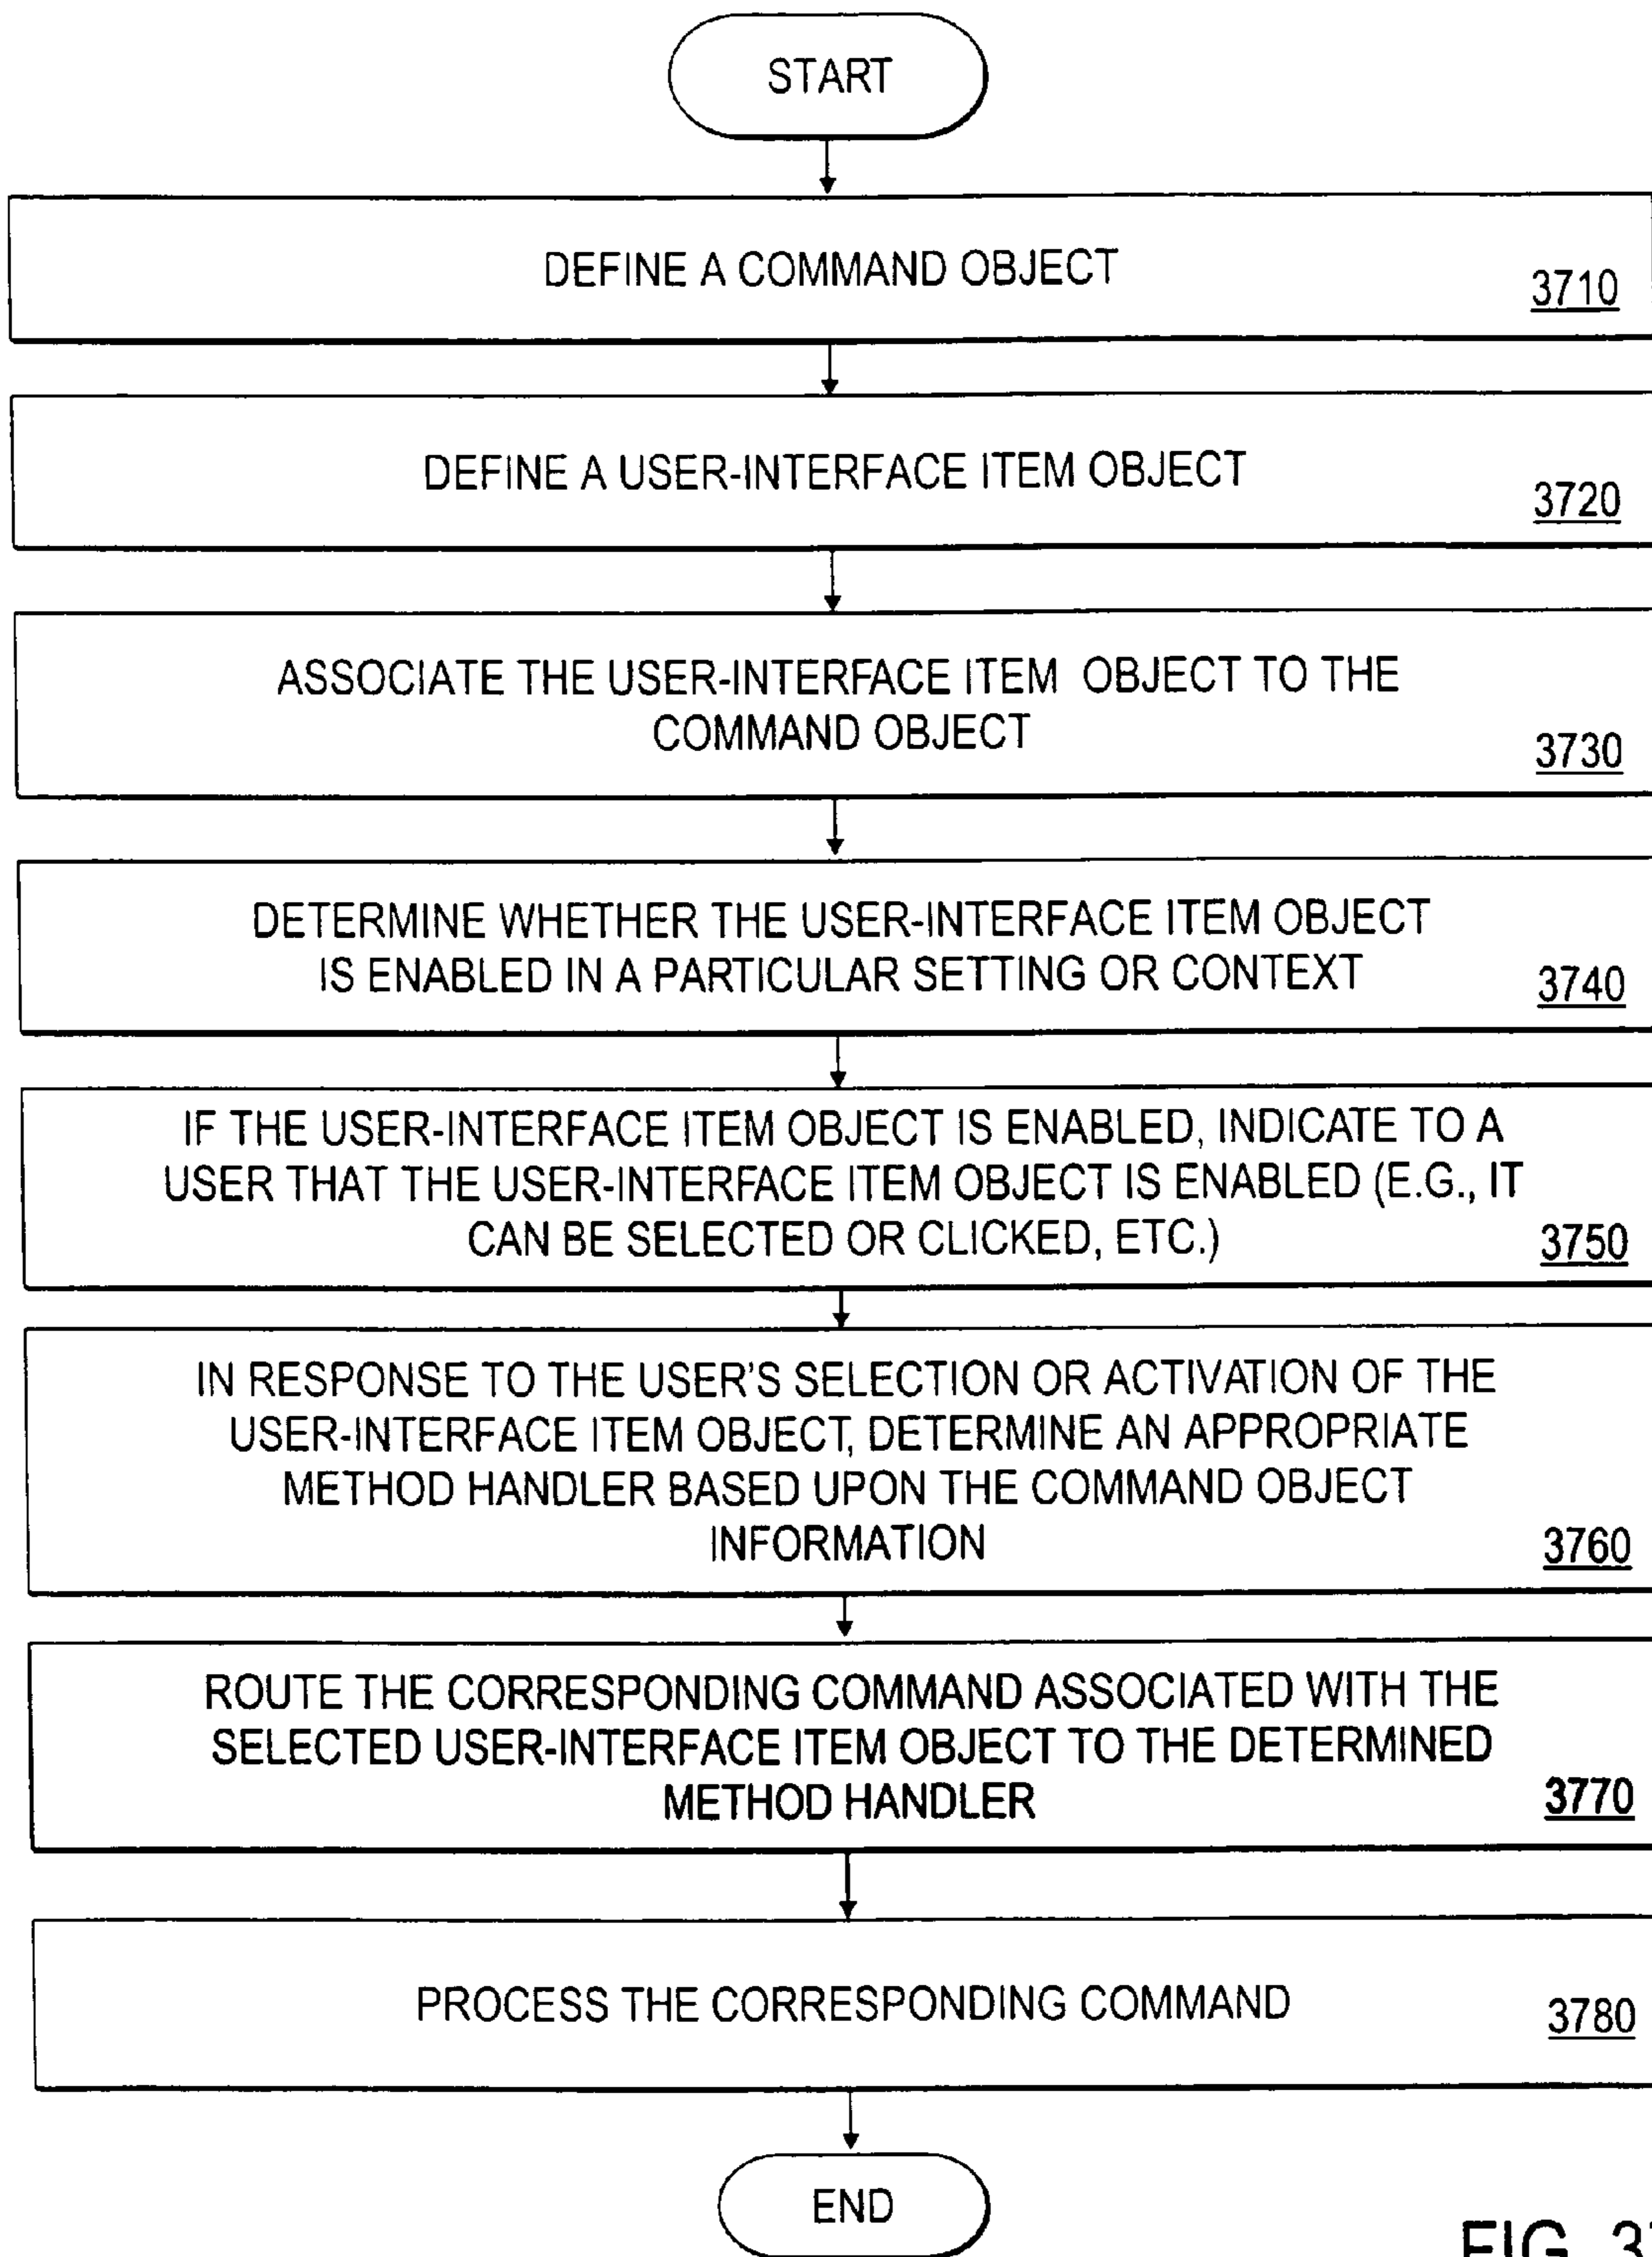 START
DEFINE A COMMAND OBJECT
3710
DEFINE A USER-INTERFACE ITEM OBJECT
3720
ASSOCIATE THE USER-INTERFACE ITEM OBJECT TO THE
COMMAND OBJECT
3730
DETERMINE WHETHER THE USER-INTERFACE ITEM OBJECT
IS ENABLED IN A PARTICULAR SETTING OR CONTEXT
3740
IF THE USER-INTERFACE ITEM OBJECT IS ENABLED, INDICATE TO A
USER THAT THE USER-INTERFACE ITEM OBJECT IS ENABLED (E.G., IT
CAN BE SELECTED OR CLICKED, ETC.)
3750
IN RESPONSE TO THE USER'S SELECTION OR ACTIVATION OF THE
USER-INTERFACE ITEM OBJECT, DETERMINE AN APPROPRIATE
METHOD HANDLER BASED UPON THE COMMAND OBJECT
INFORMATION
3760
ROUTE THE CORRESPONDING COMMAND ASSOCIATED WITH THE
SELECTED USER-INTERFACE ITEM OBJECT TO THE DETERMINED
METHOD HANDLER
3770
PROCESS THE CORRESPONDING COMMAND
3780
END
FIG. 37